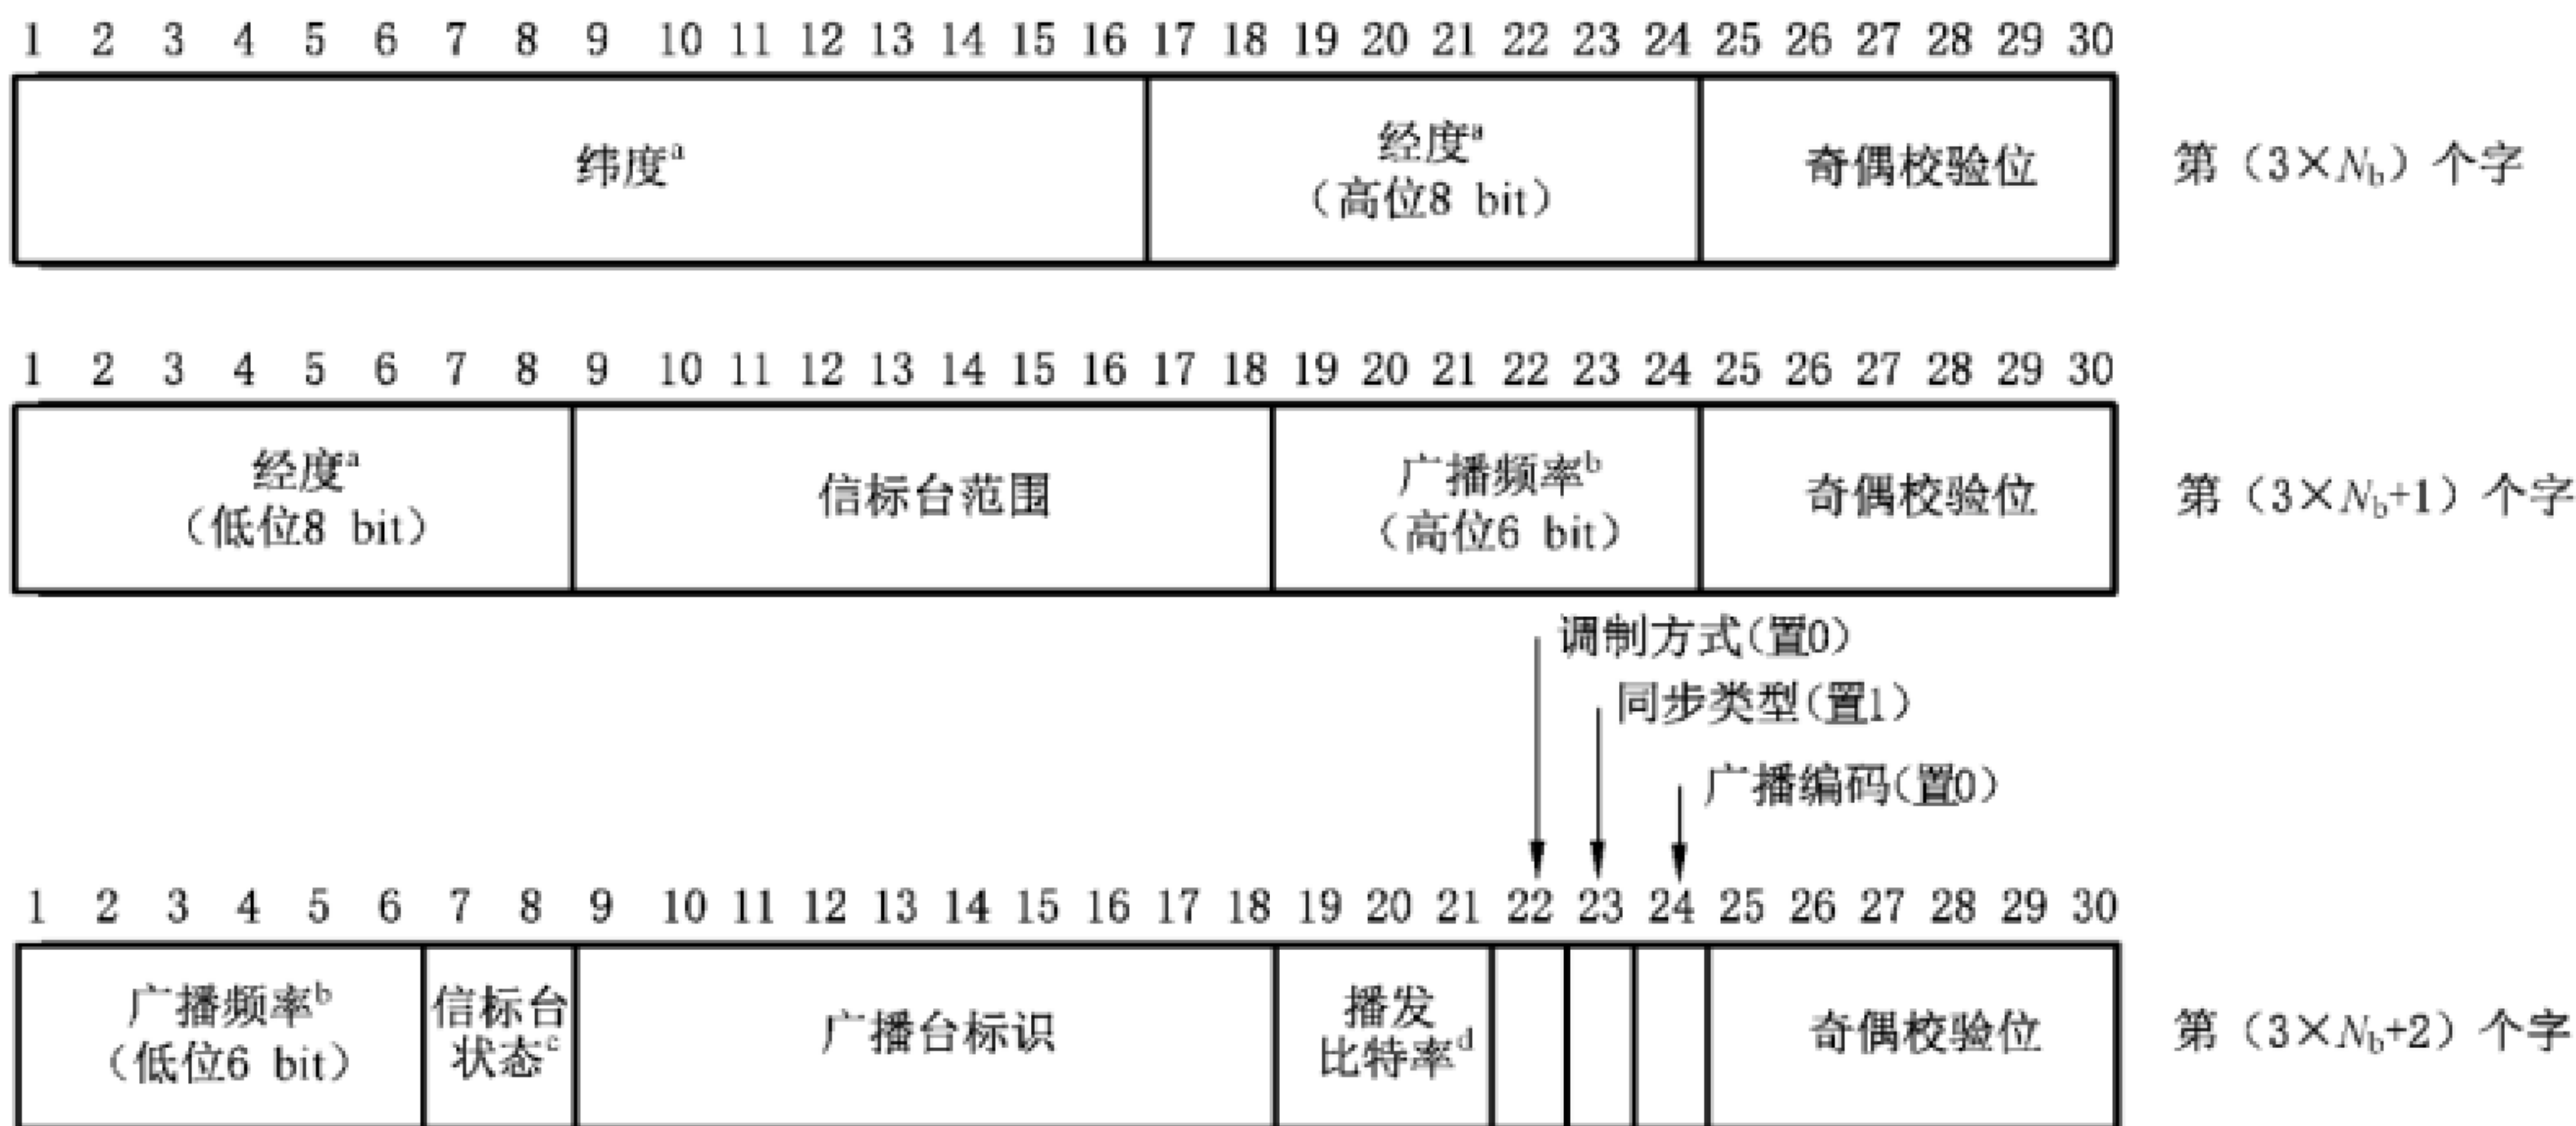 1 2 3 4 5 6 7 8 9 10 11 12 13 14 15 16 17 18 19 20 21 22 23 24 25 26 27 28 29 30
纬度a
经度a
（高位8 bit）
奇偶校验位
第（3×Nb）个字
1 2 3 4 5 6 7 8 9 10 11 12 13 14 15 16 17 18 19 20 21 22 23 24 25 26 27 28 29 30
经度a
（低位8 bit）
信标台范围
广播频率b
（高位6 bit）
奇偶校验位
第（3×Nb+1）个字
调制方式(置0)
同步类型(置1)
广播编码(置0)
1 2 3 4 5 6 7 8 9 10 11 12 13 14 15 16 17 18 19 20 21 22 23 24 25 26 27 28 29 30
广播频率b
（低位6 bit）
信标台
状态c
广播台标识
播发
比特率d
奇偶校验位
第（3×Nb+2）个字